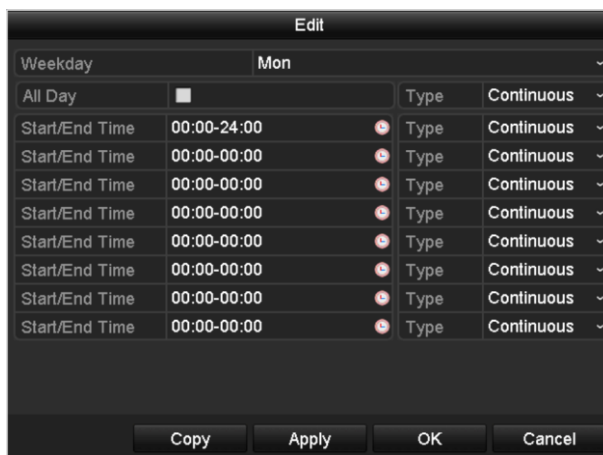 Edit
Weekday Mon
All Day Type Continuous
Start/End Time 00:00-24:00 Type Continuous
Start/End Time 00:00-00:00 Type Continuous
Start/End Time 00:00-00:00 Type Continuous
Start/End Time 00:00-00:00 Type Continuous
Start/End Time 00:00-00:00 Type Continuous
Start/End Time 00:00-00:00 Type Continuous
Start/End Time 00:00-00:00 Type Continuous
Start/End Time 00:00-00:00 Type Continuous
Copy Apply OK Cancel